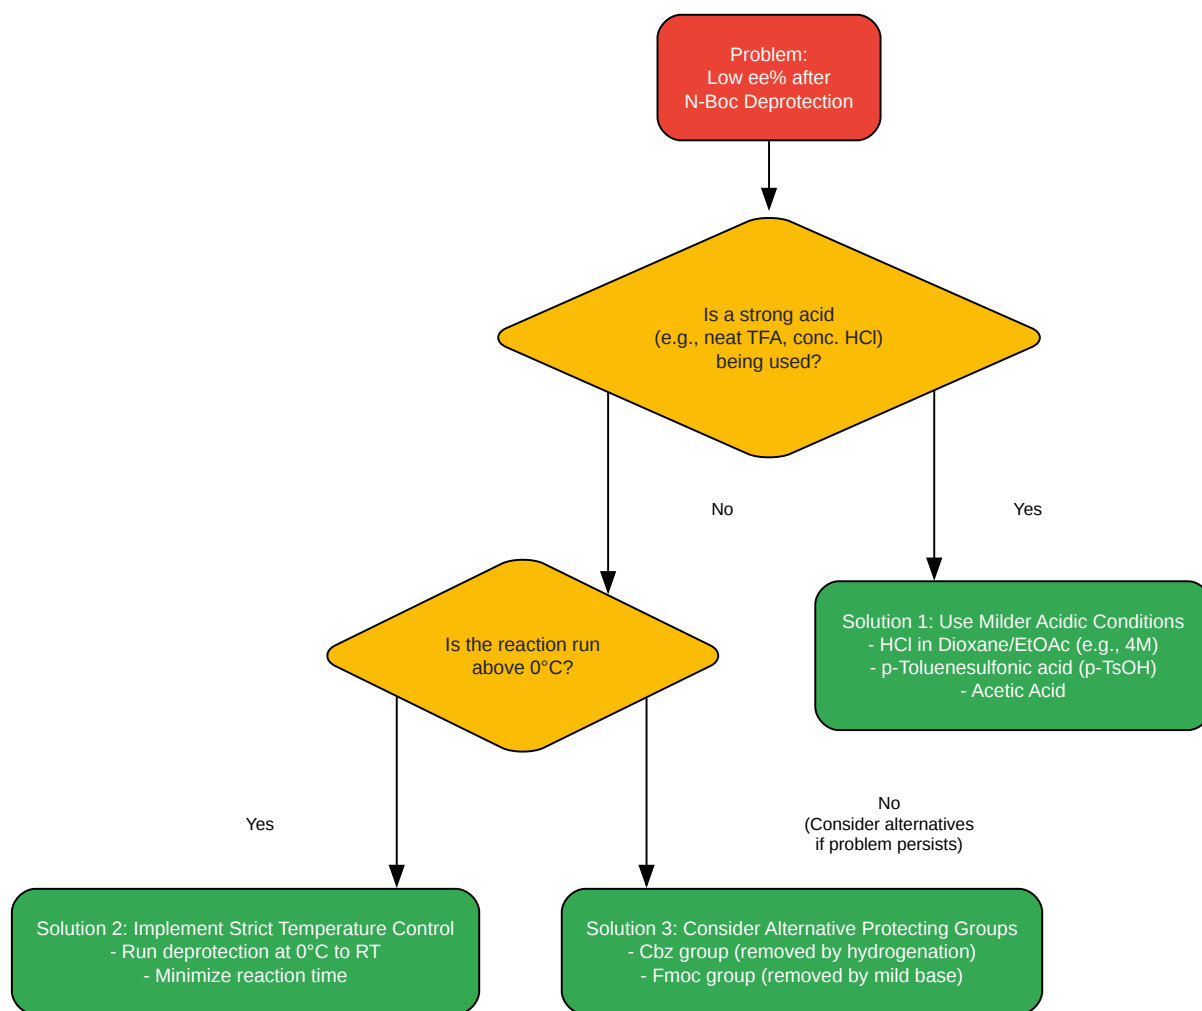 Problem:
Low ee% after
N-Boc Deprotection
Is a strong acid
(e.g., neat TFA, conc. HCl)
being used?
No
Yes
Is the reaction run
above 0°C?
Solution 1: Use Milder Acidic Conditions
- HCl in Dioxane/EtOAc (e.g., 4M)
- p-Toluenesulfonic acid (p-TsOH)
- Acetic Acid
Yes
No
(Consider alternatives
if problem persists)
Solution 2: Implement Strict Temperature Control
- Run deprotection at 0°C to RT
- Minimize reaction time
Solution 3: Consider Alternative Protecting Groups
- Cbz group (removed by hydrogenation)
- Fmoc group (removed by mild base)